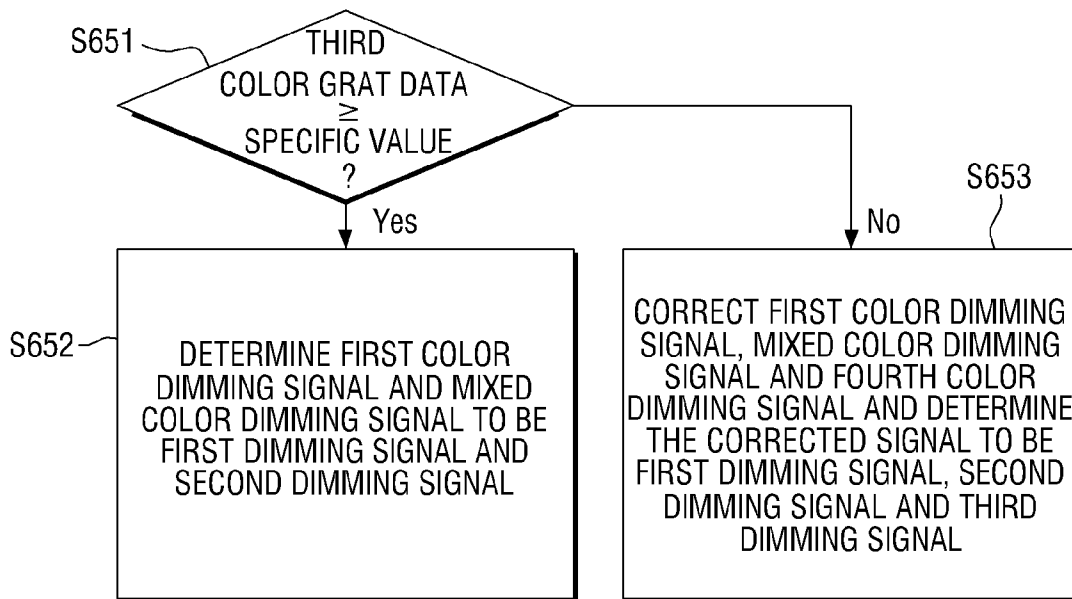 S651
THIRD
COLOR GRAT DATA
≥
SPECIFIC VALUE
?
Yes
No
S653
S652
DETERMINE FIRST COLOR
DIMMING SIGNAL AND MIXED
COLOR DIMMING SIGNAL TO BE
FIRST DIMMING SIGNAL AND
SECOND DIMMING SIGNAL
CORRECT FIRST COLOR DIMMING
SIGNAL, MIXED COLOR DIMMING
SIGNAL AND FOURTH COLOR
DIMMING SIGNAL AND DETERMINE
THE CORRECTED SIGNAL TO BE
FIRST DIMMING SIGNAL, SECOND
DIMMING SIGNAL AND THIRD
DIMMING SIGNAL